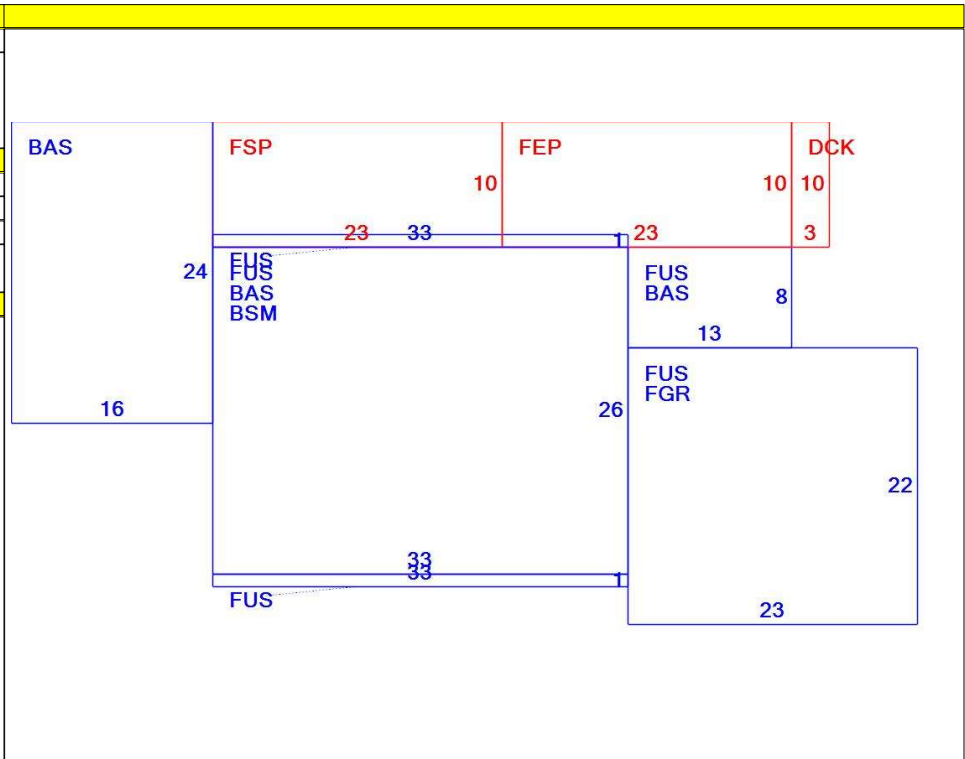 BAS FSP FEP DCK
10 10 10
23 33 1 23 3
FUS
24 FUS FUS
BAS BAS 8
BSM
13
FUS
FGR
16 26
22
33
33 1
FUS 23